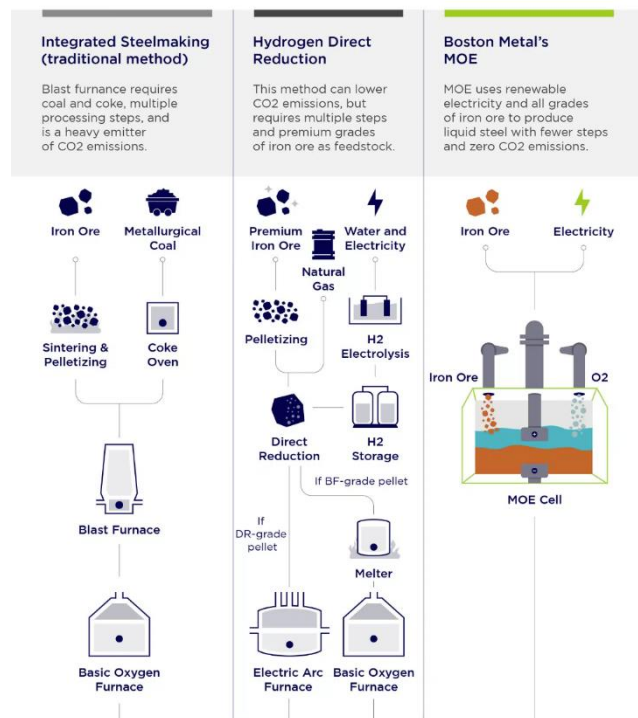 Integrated Steelmaking
(traditional method)
Blast furnance requires
coal and coke, multiple
processing steps, and
is a heavy emitter
of CO2 emissions.
Iron Ore
Metallurgical
Coal
Sintering &
Pelletizing
Coke
Oven
Blast Furnace
Basic Oxygen
Furnace
Hydrogen Direct
Reduction
This method can lower
CO2 emissions, but
requires multiple steps
and premium grades
of iron ore as feedstock.
Premium
Iron Ore
Natural
Gas
Water and
Electricity
Pelletizing
H2
Electrolysis
Direct
Reduction
H2
Storage
If BF-grade pellet
If
DR-grade
pellet
Melter
Electric Arc
Furnace
Basic Oxygen
Furnace
Boston Metal's
MOE
MOE uses renewable
electricity and all grades
of iron ore to produce
liquid steel with fewer steps
and zero CO2 emissions.
Iron Ore
Electricity
Iron Ore
O2
MOE Cell